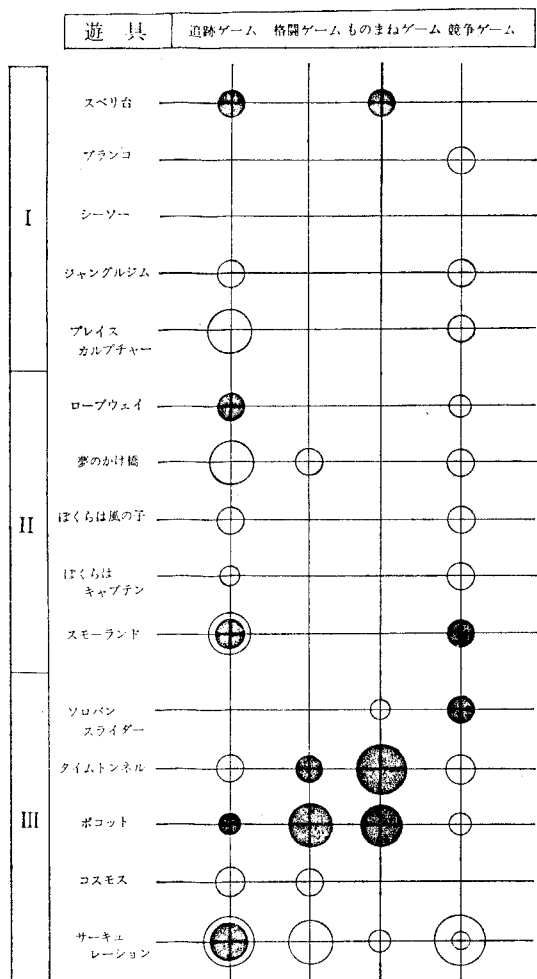 遊具 追跡ゲーム 格闘ゲーム ものまねゲーム 競争ゲーム
I
スベリ台
ブランコ
シーソー
ジャングルジム
プレイス
カルプチャー
II
ロープウェイ
夢のかけ橋
ぼくらは風の子
ぼくらは
キャプテン
スモーランド
III
ソロバン
スライダー
タイムトンネル
ポコット
コスモス
サーキュ
レーション